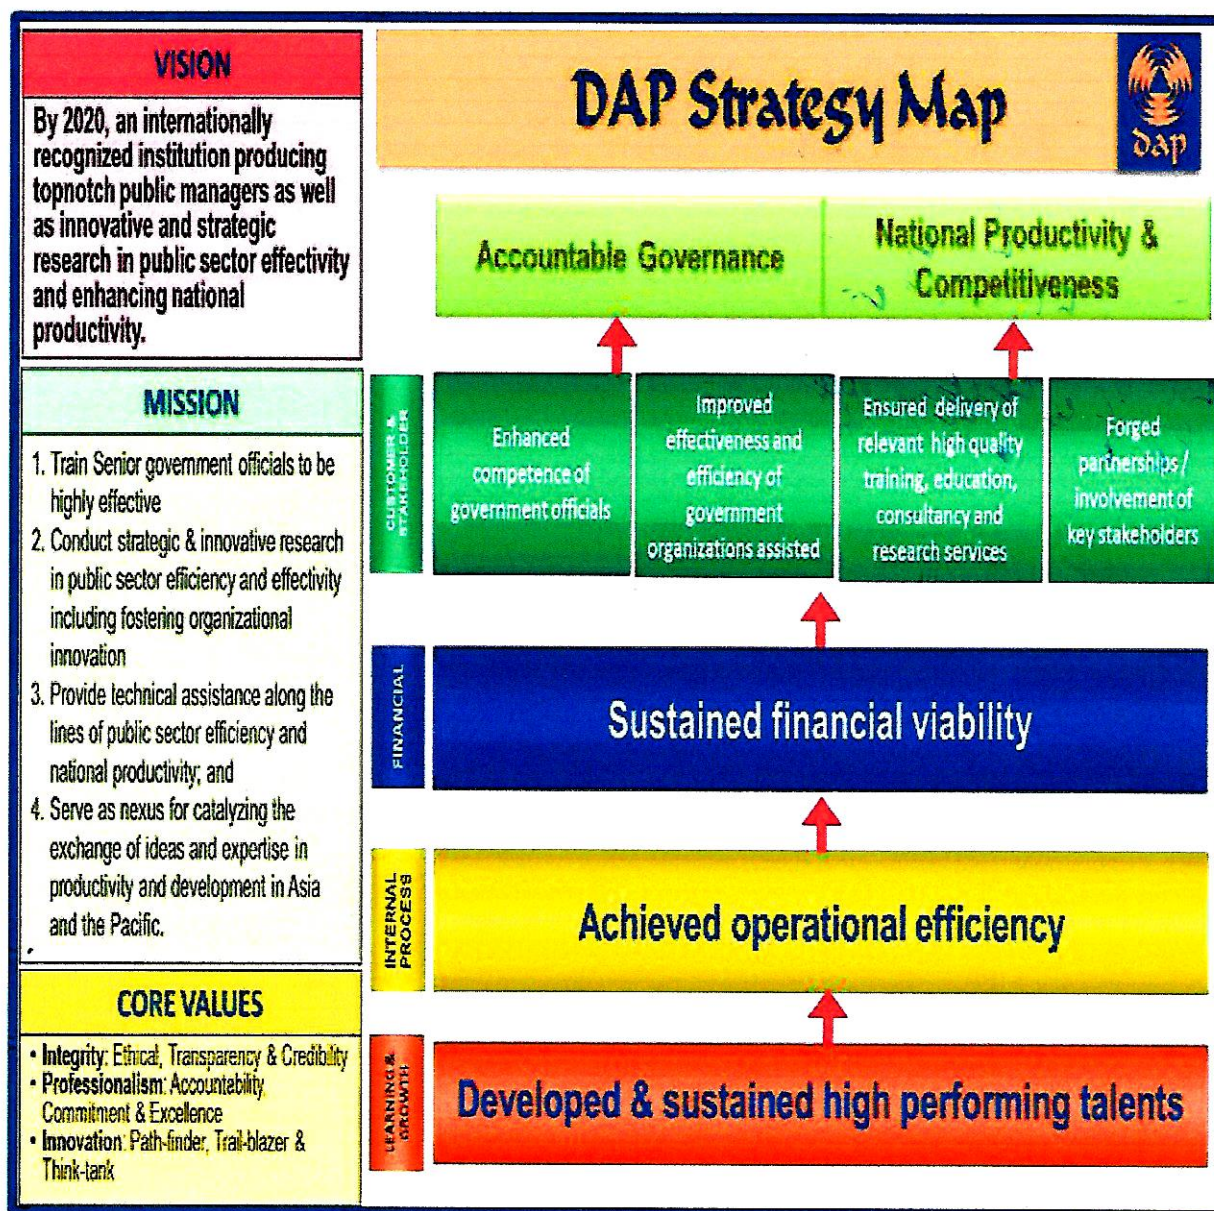 VISION
By 2020, an internationally
recognized institution producing
topnotch public managers as well
as innovative and strategic
research in public sector effectivity
and enhancing national
productivity.
MISSION
1. Train Senior government officials to be
highly effective
2. Conduct strategic & innovative research
in public sector efficiency and effectivity
including fostering organizational
innovation
3. Provide technical assistance along the
lines of public sector efficiency and
national productivity; and
4. Serve as nexus for catalyzing the
exchange of ideas and expertise in
productivity and development in Asia
and the Pacific.
CORE VALUES
• Integrity: Ethical, Transparency & Credibility
• Professionalism: Accountability
Commitment & Excellence
• Innovation: Path-finder, Trail-blazer &
Think-tank
DAP Strategy Map
dap
Accountable Governance
National Productivity &
Competitiveness
CUSTOMER &
STAKEHOLDER
Enhanced
competence of
government officials
Improved
effectiveness and
efficiency of
government
organizations assisted
Ensured delivery of
relevant high quality
training, education,
consultancy and
research services
Forged
partnerships /
involvement of
key stakeholders
FINANCIAL
Sustained financial viability
INTERNAL
PROCESS
Achieved operational efficiency
LEARNING &
GROWTH
Developed & sustained high performing talents